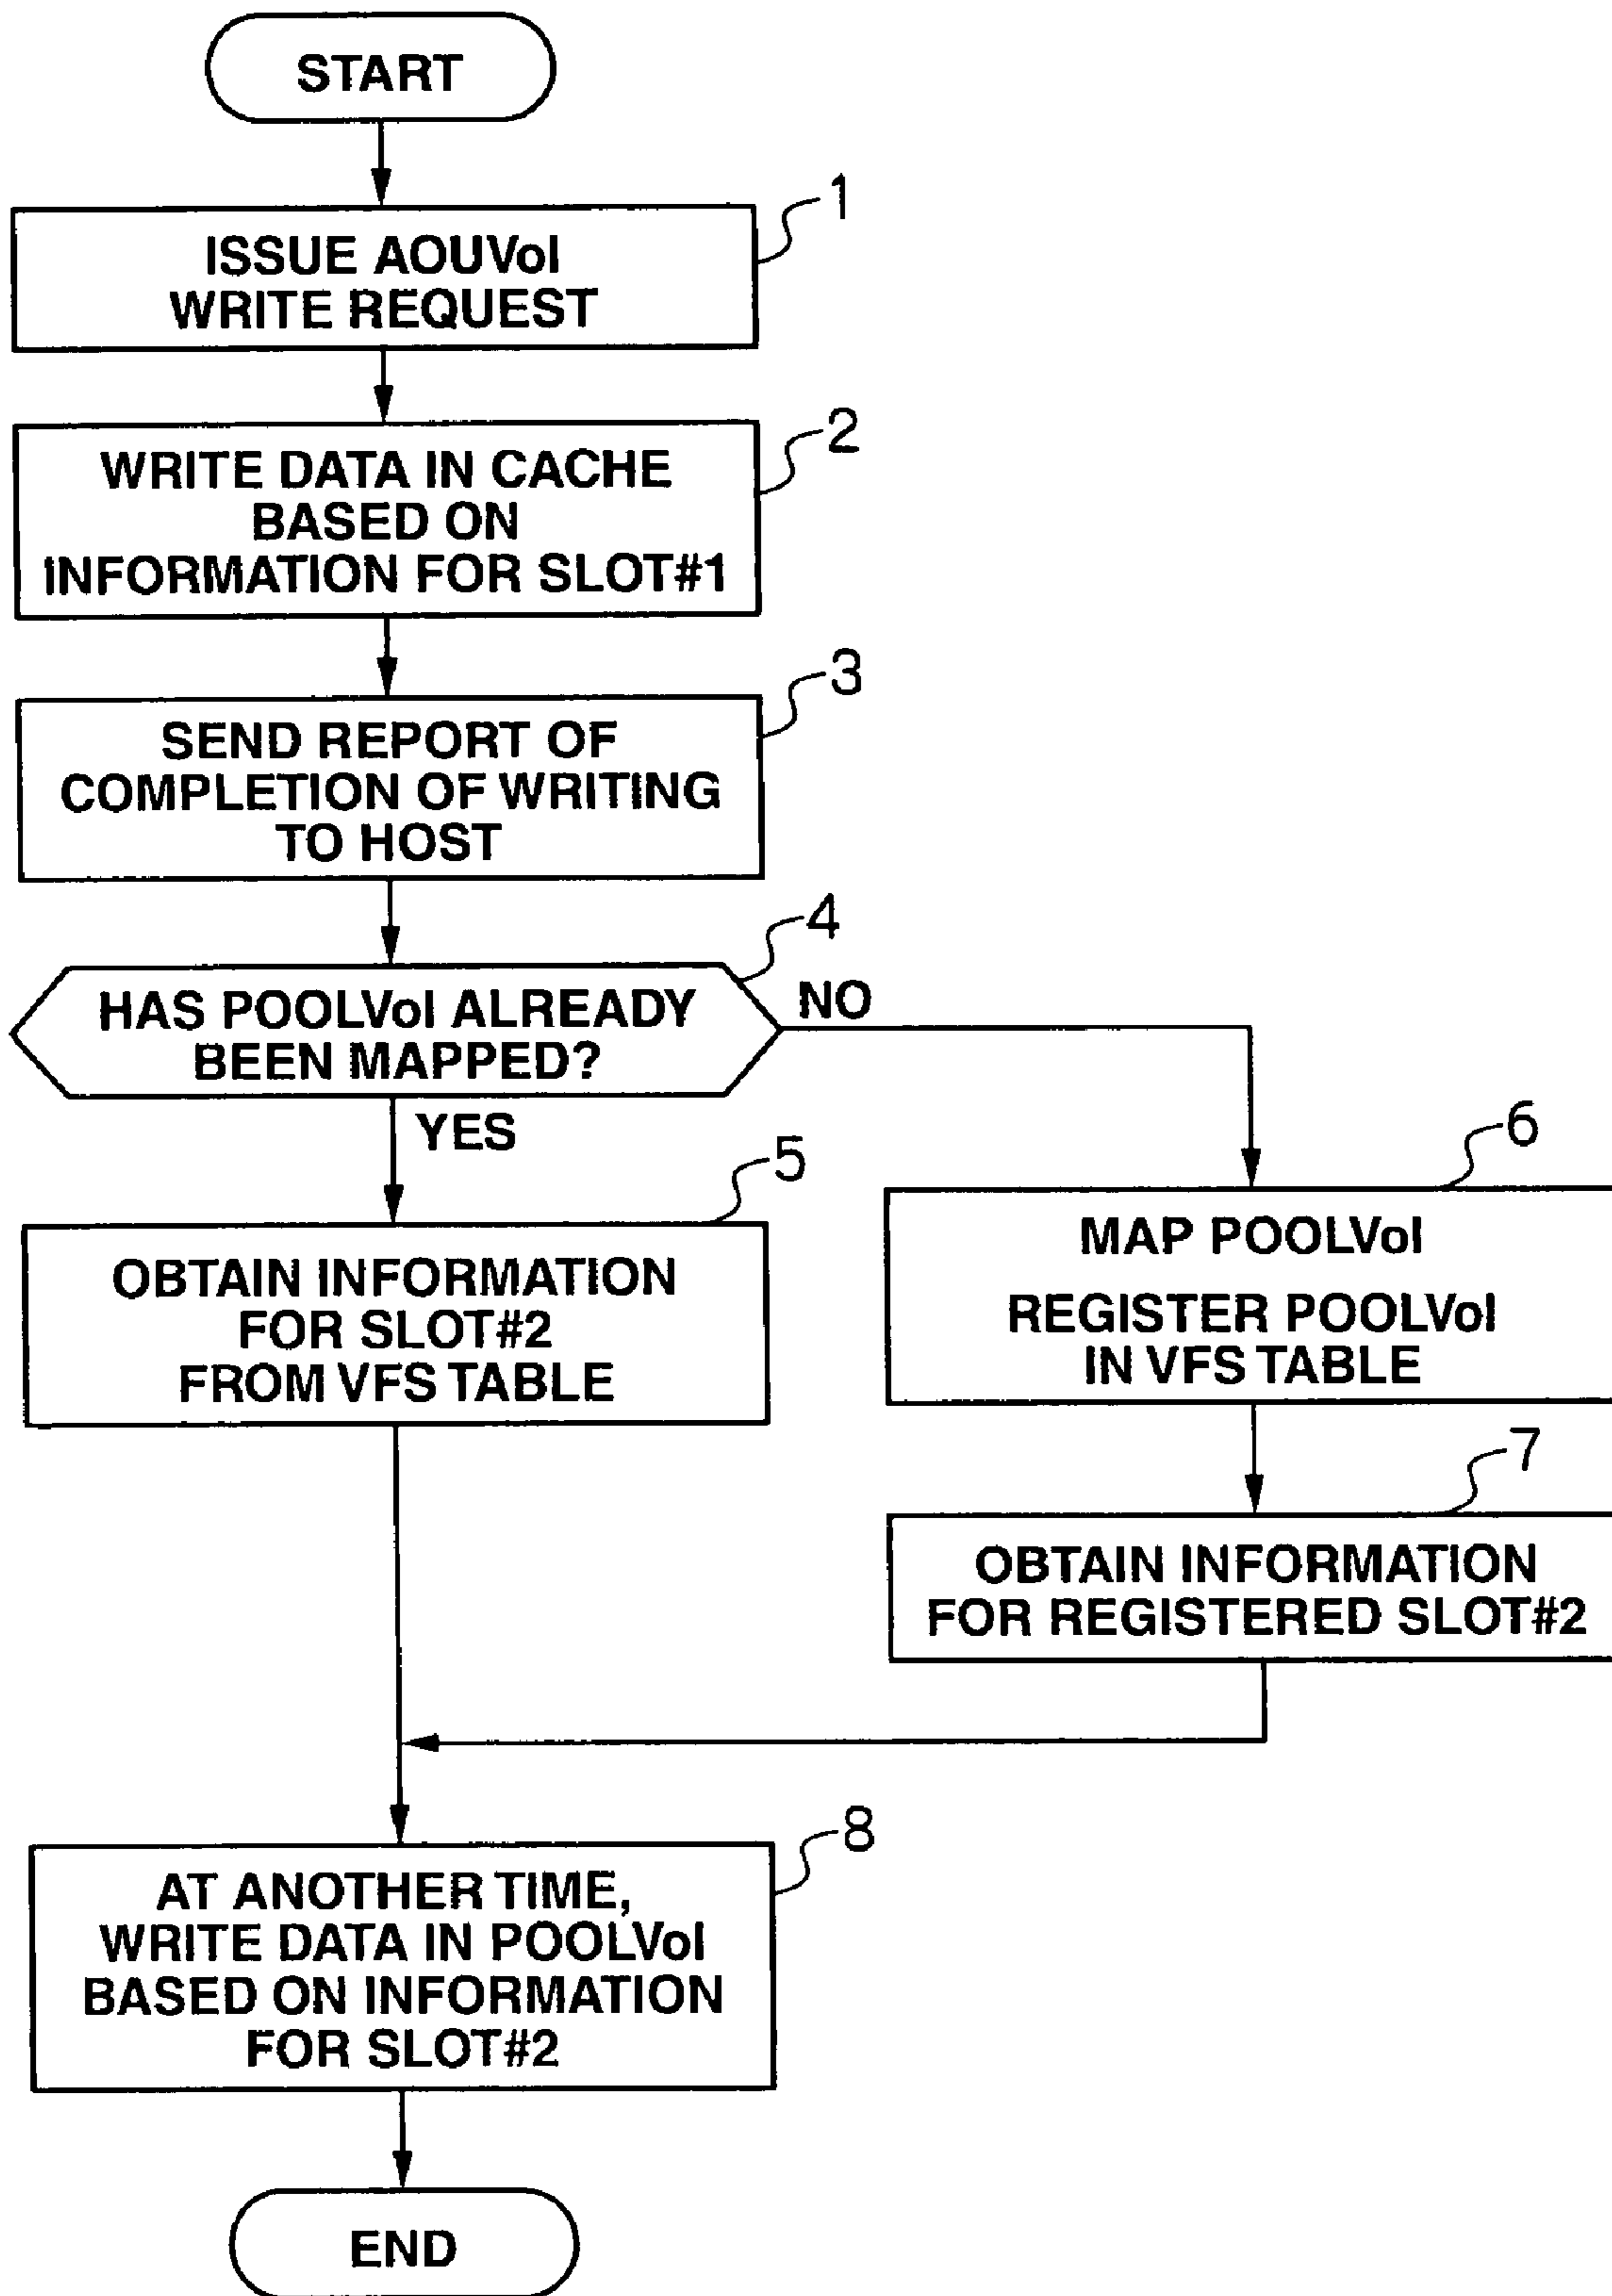 START
1
ISSUE AOUVol
WRITE REQUEST
2
WRITE DATA IN CACHE
BASED ON
INFORMATION FOR SLOT#1
3
SEND REPORT OF
COMPLETION OF WRITING
TO HOST
4
HAS POOLVol ALREADY
BEEN MAPPED?
NO
YES
5
OBTAIN INFORMATION
FOR SLOT#2
FROM VFS TABLE
6
MAP POOLVol
REGISTER POOLVol
IN VFS TABLE
7
OBTAIN INFORMATION
FOR REGISTERED SLOT#2
8
AT ANOTHER TIME,
WRITE DATA IN POOLVol
BASED ON INFORMATION
FOR SLOT#2
END